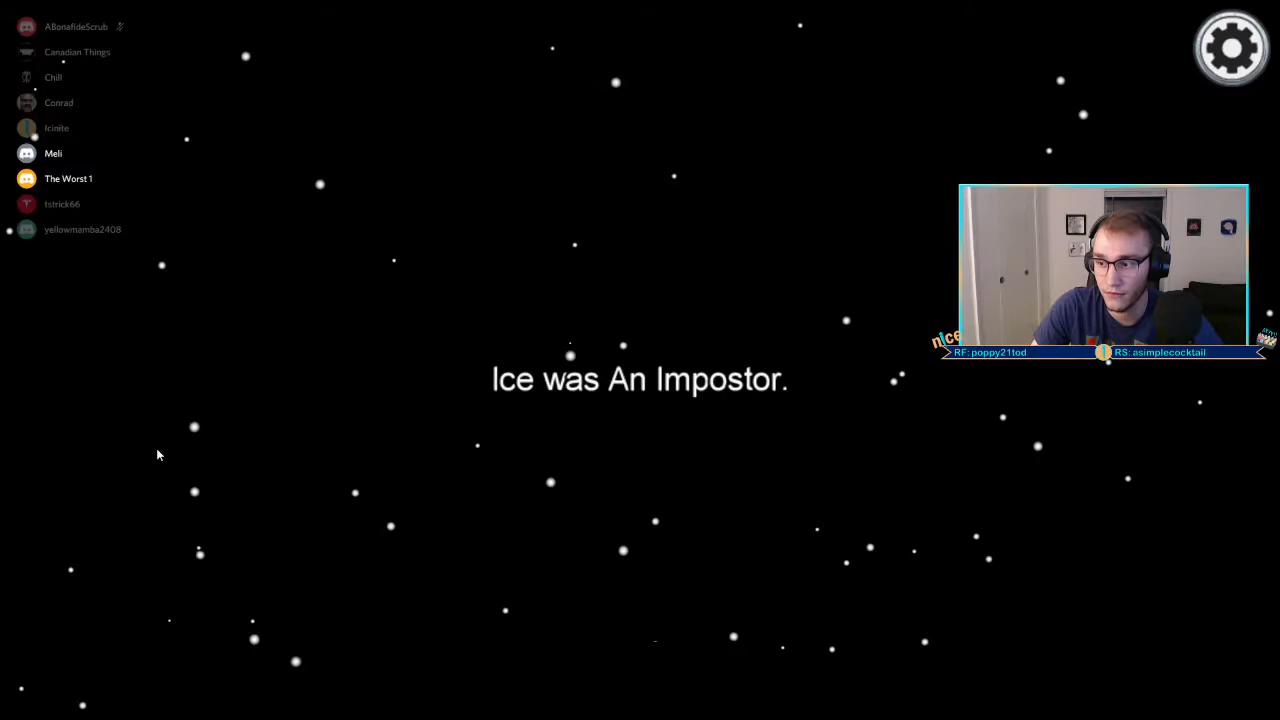 ABonafideScrub
Canadian Things
Chill
Conrad
Icinite
Meli
The Worst 1
tstrick66
yellowmamba2408
Ice was An Impostor.
nice
RF: poppy21tod
RS: asimplecocktail